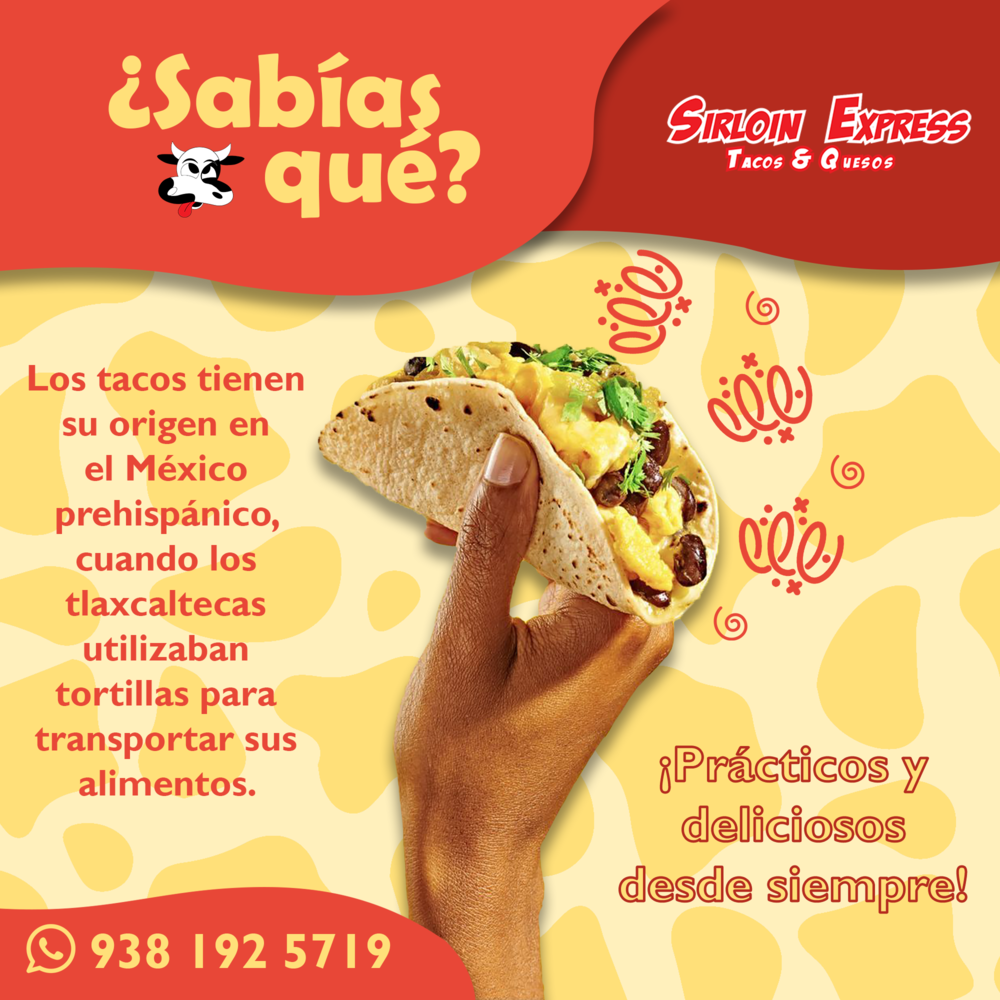 ¿Sabías
qué?
SIRLOIN EXPRESS
TACOS & QUESOS
Los tacos tienen
su origen en
el México
prehispánico,
cuando los
tlaxcaltecas
utilizaban
tortillas para
transportar sus
alimentos.
¡Prácticos y
deliciosos
desde siempre!
938 192 5719